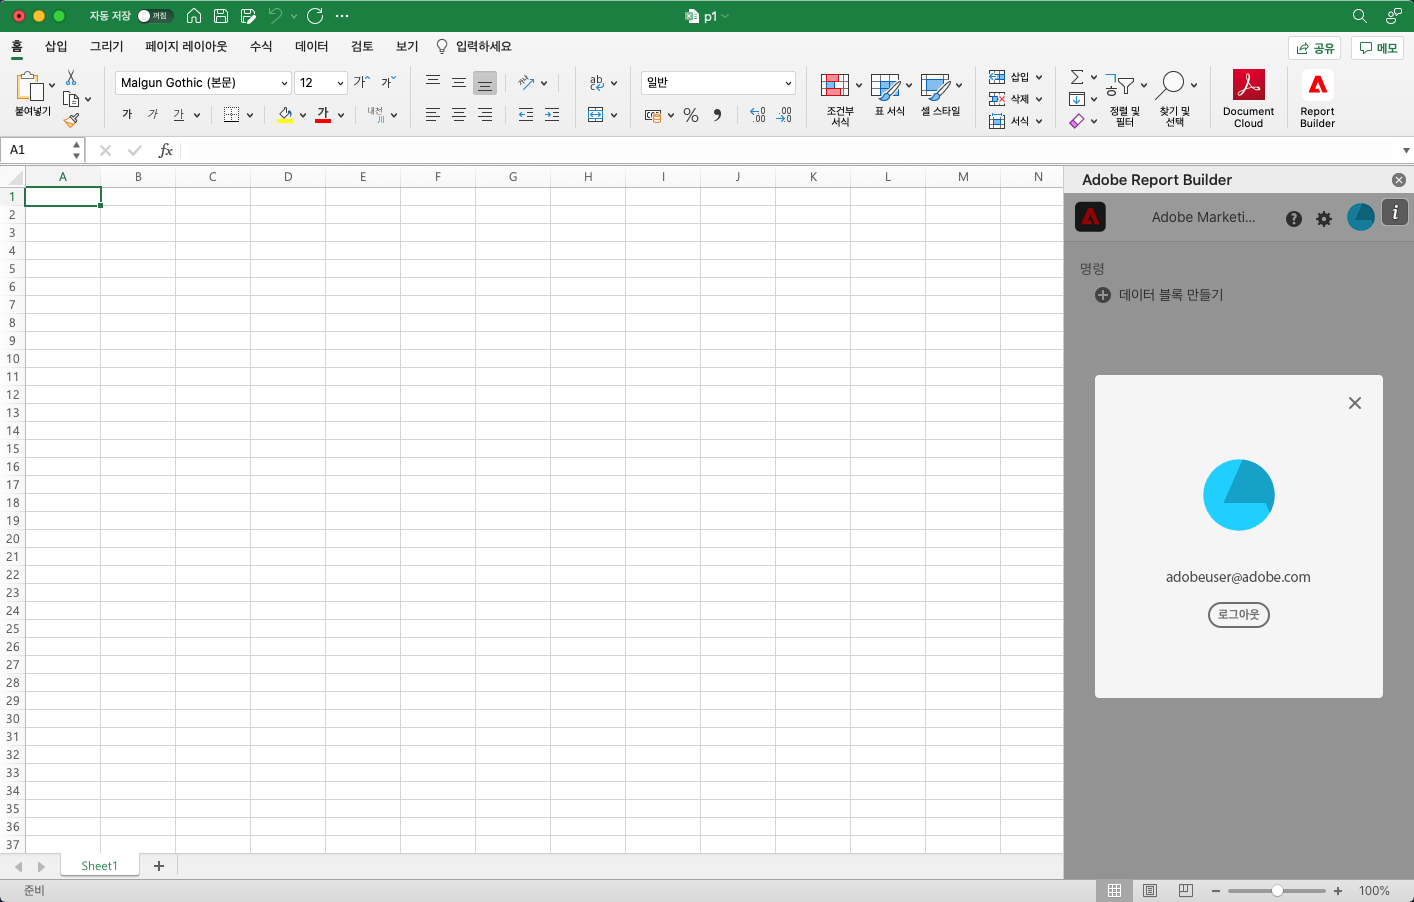 자동 저장 꺼짐 p1
홈 삽입 그리기 페이지 레이아웃 수식 데이터 검토 보기 입력하세요 공유 메모
붙여넣기
Malgun Gothic (본문) 12 가 가
가 가 가 가 내천
개
일반
조건부
서식
표 서식
셀 스타일
삽입
삭제
서식
정렬 및
필터
찾기 및
선택
Document
Cloud
Report
Builder
A1 fx
A B C D E F G H I J K L M N
1
2
3
4
5
6
7
8
9
10
11
12
13
14
15
16
17
18
19
20
21
22
23
24
25
26
27
28
29
30
31
32
33
34
35
36
37
Adobe Report Builder
Adobe Marketi...
명령
데이터 블록 만들기
adobeuser@adobe.com
로그아웃
Sheet1
준비 100%